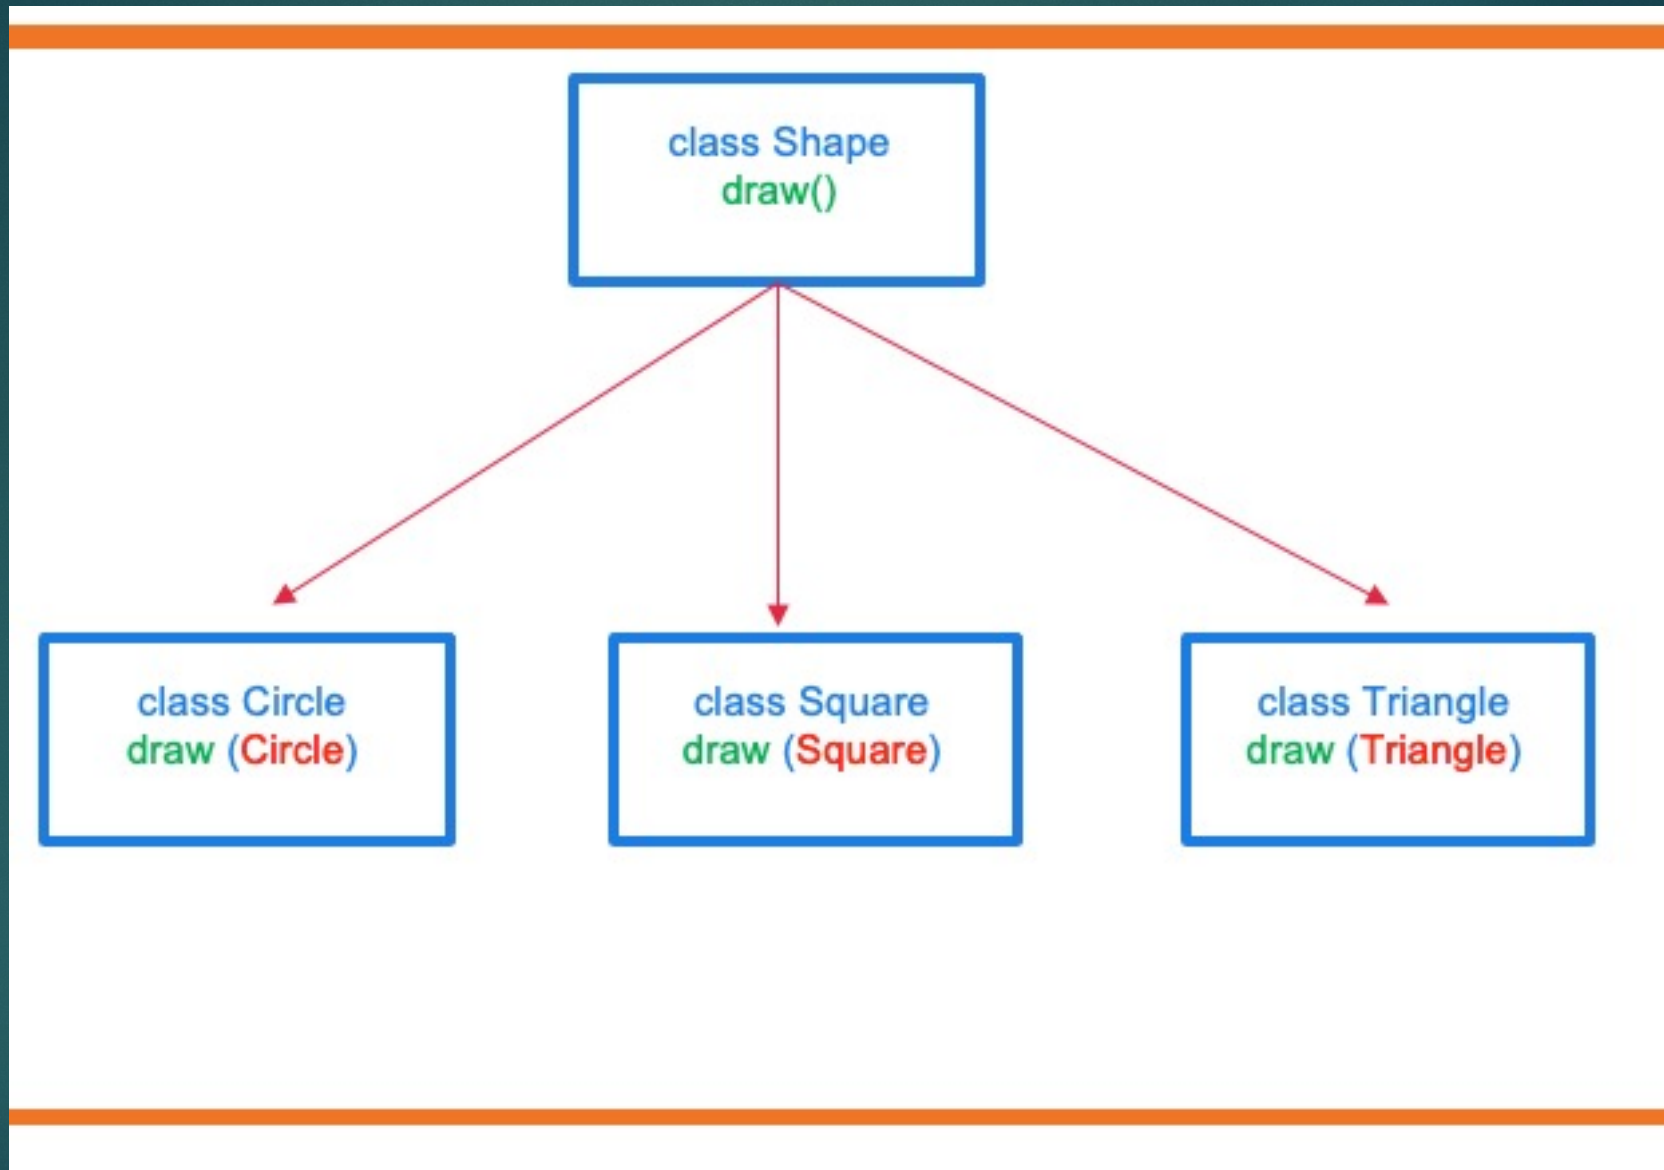 class Shape
draw()
class Circle
draw (Circle)
class Square
draw (Square)
class Triangle
draw (Triangle)